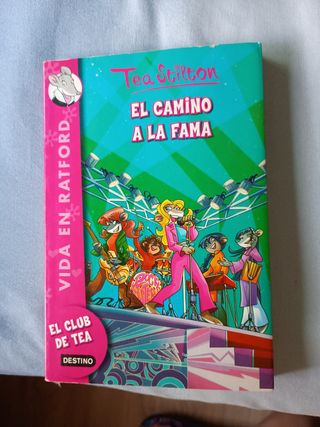 Tea Stilton
EL CAMINO
A LA FAMA
VIDA EN RATFORD
EL CLUB
DE TEA
DESTINO